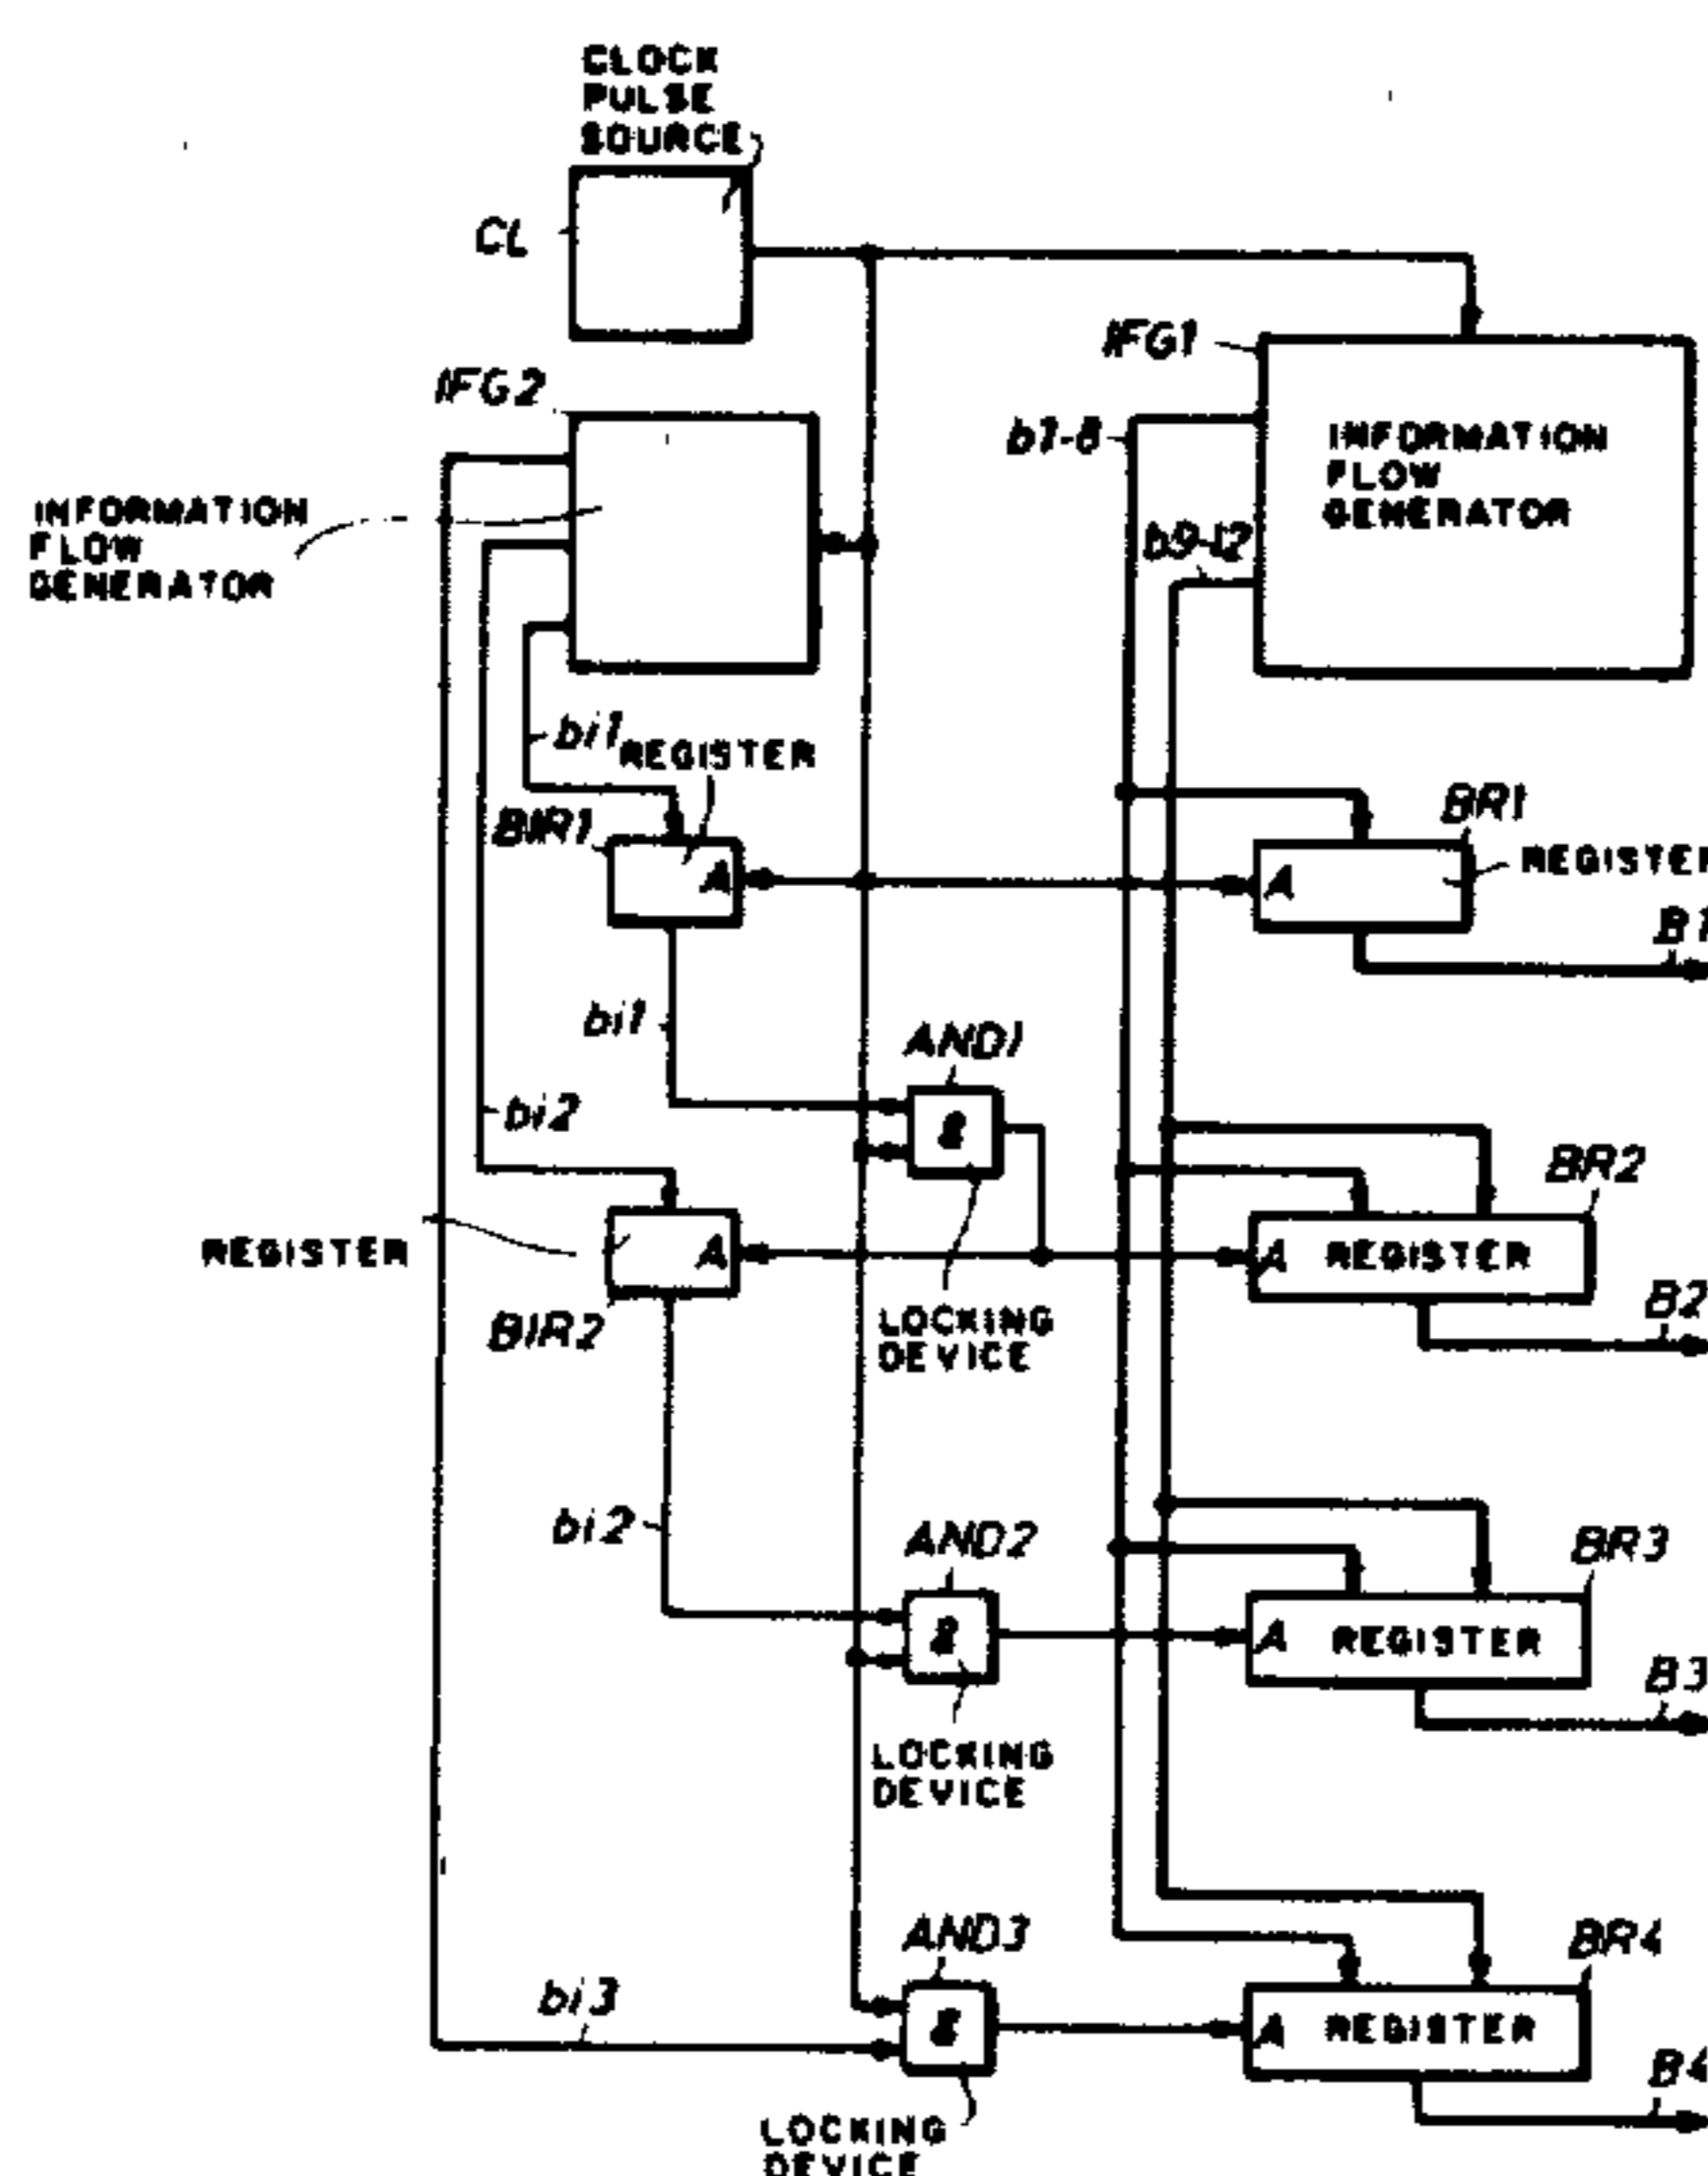 CLOCK
PULSE
SOURCE
CL
IFG1
IFG2
b1-8
INFORMATION
FLOW
GENERATOR
INFORMATION
FLOW
GENERATOR
b9-12
bi1
REGISTER
BIR1
A
BR1
A
REGISTER
B1
bi1
AND1
&
bi2
BR2
REGISTER
A
A
REGISTER
BIR2
LOCKING
DEVICE
B2
bi2
AND2
&
BR3
A
REGISTER
B3
LOCKING
DEVICE
AND3
&
BR4
bi3
A
REGISTER
B4
LOCKING
DEVICE